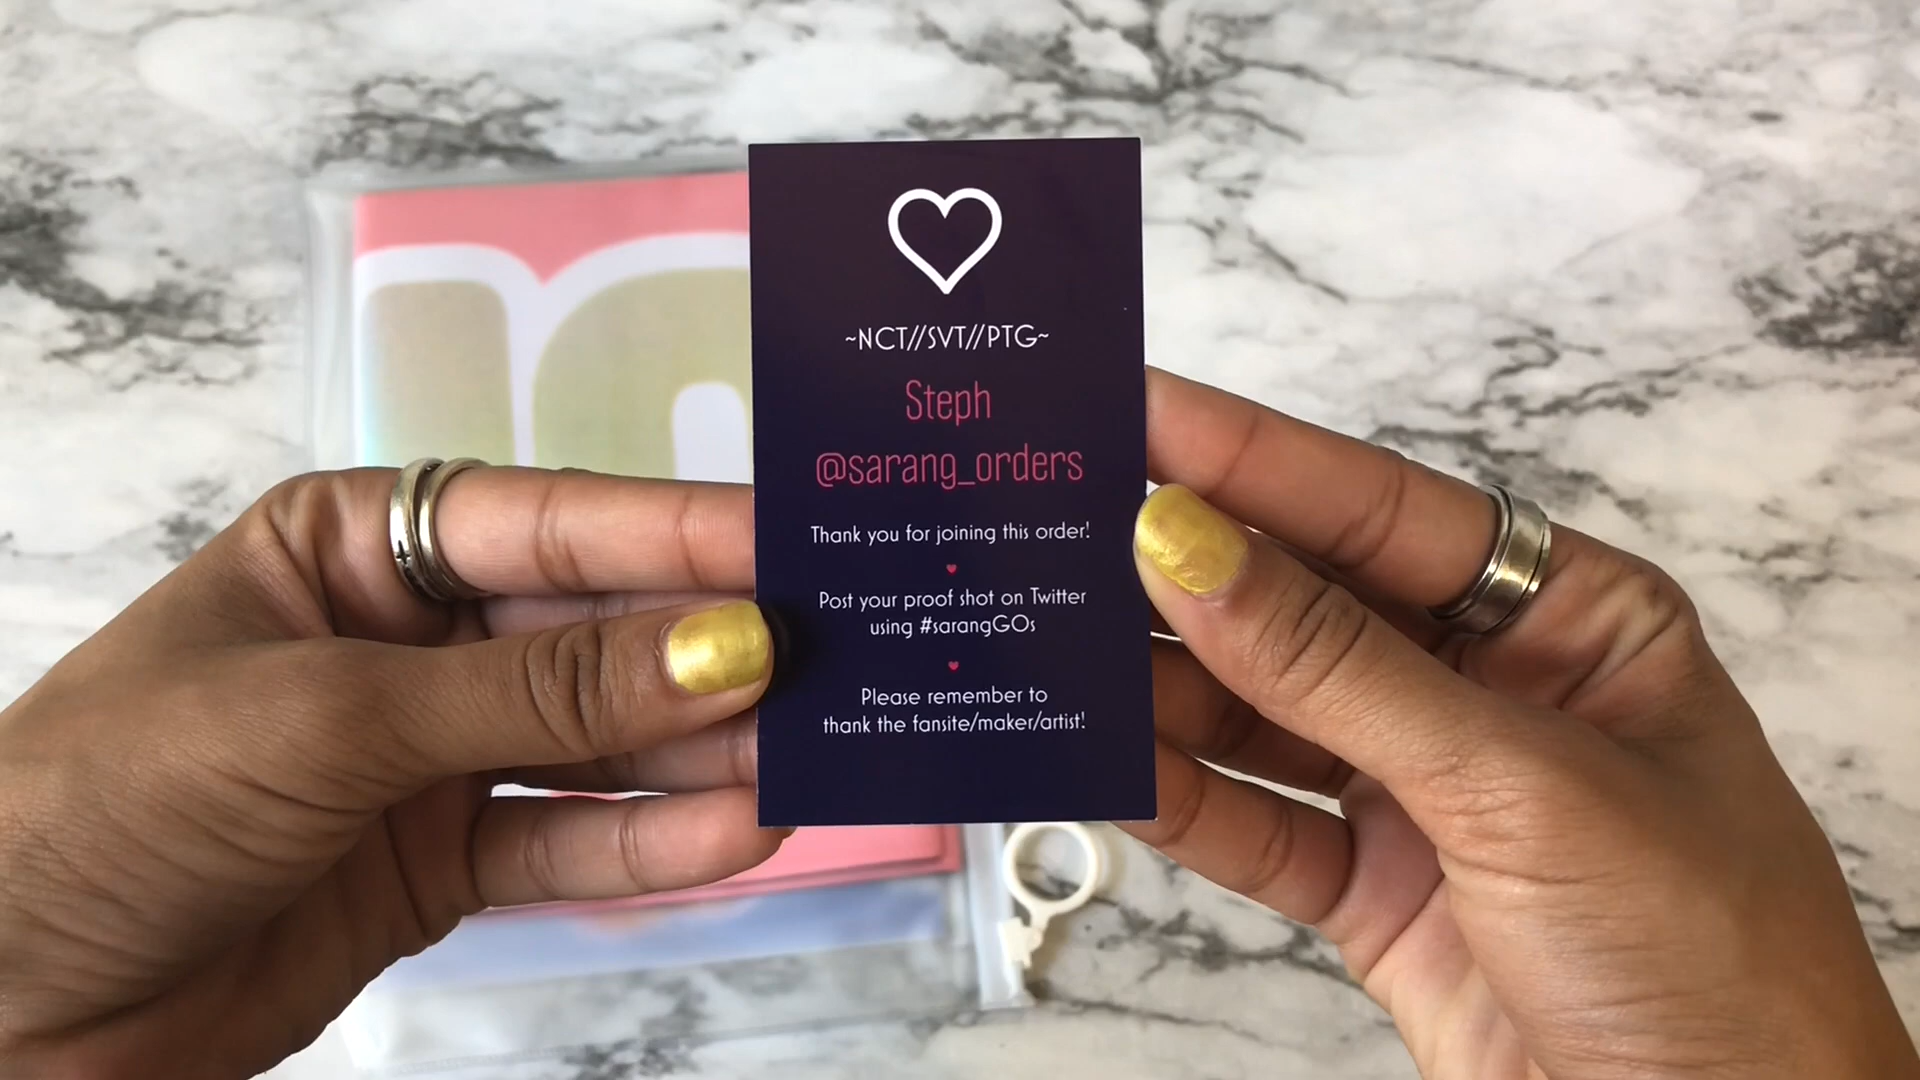 ~NCT//SVT//PTG~
Steph
@sarang_orders
Thank you for joining this order!
Post your proof shot on Twitter
using #sarangGOs
Please remember to
thank the fansite/maker/artist!